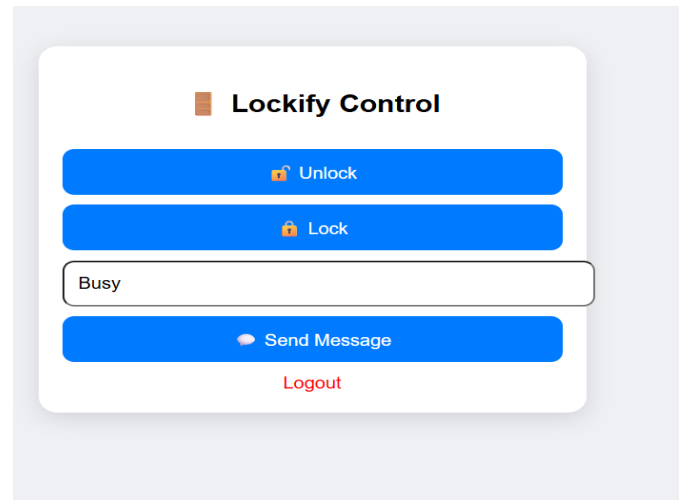 🚪 Lockify Control
🔓 Unlock
🔒 Lock
Busy
💬 Send Message
Logout